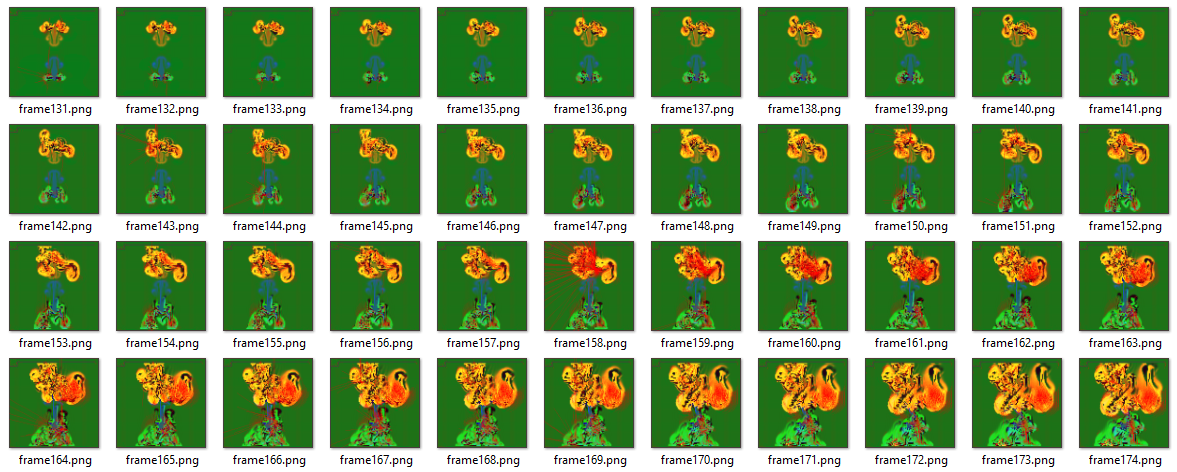 frame131.png frame132.png frame133.png frame134.png frame135.png frame136.png frame137.png frame138.png frame139.png frame140.png frame141.png
frame142.png frame143.png frame144.png frame145.png frame146.png frame147.png frame148.png frame149.png frame150.png frame151.png frame152.png
frame153.png frame154.png frame155.png frame156.png frame157.png frame158.png frame159.png frame160.png frame161.png frame162.png frame163.png
frame164.png frame165.png frame166.png frame167.png frame168.png frame169.png frame170.png frame171.png frame172.png frame173.png frame174.png